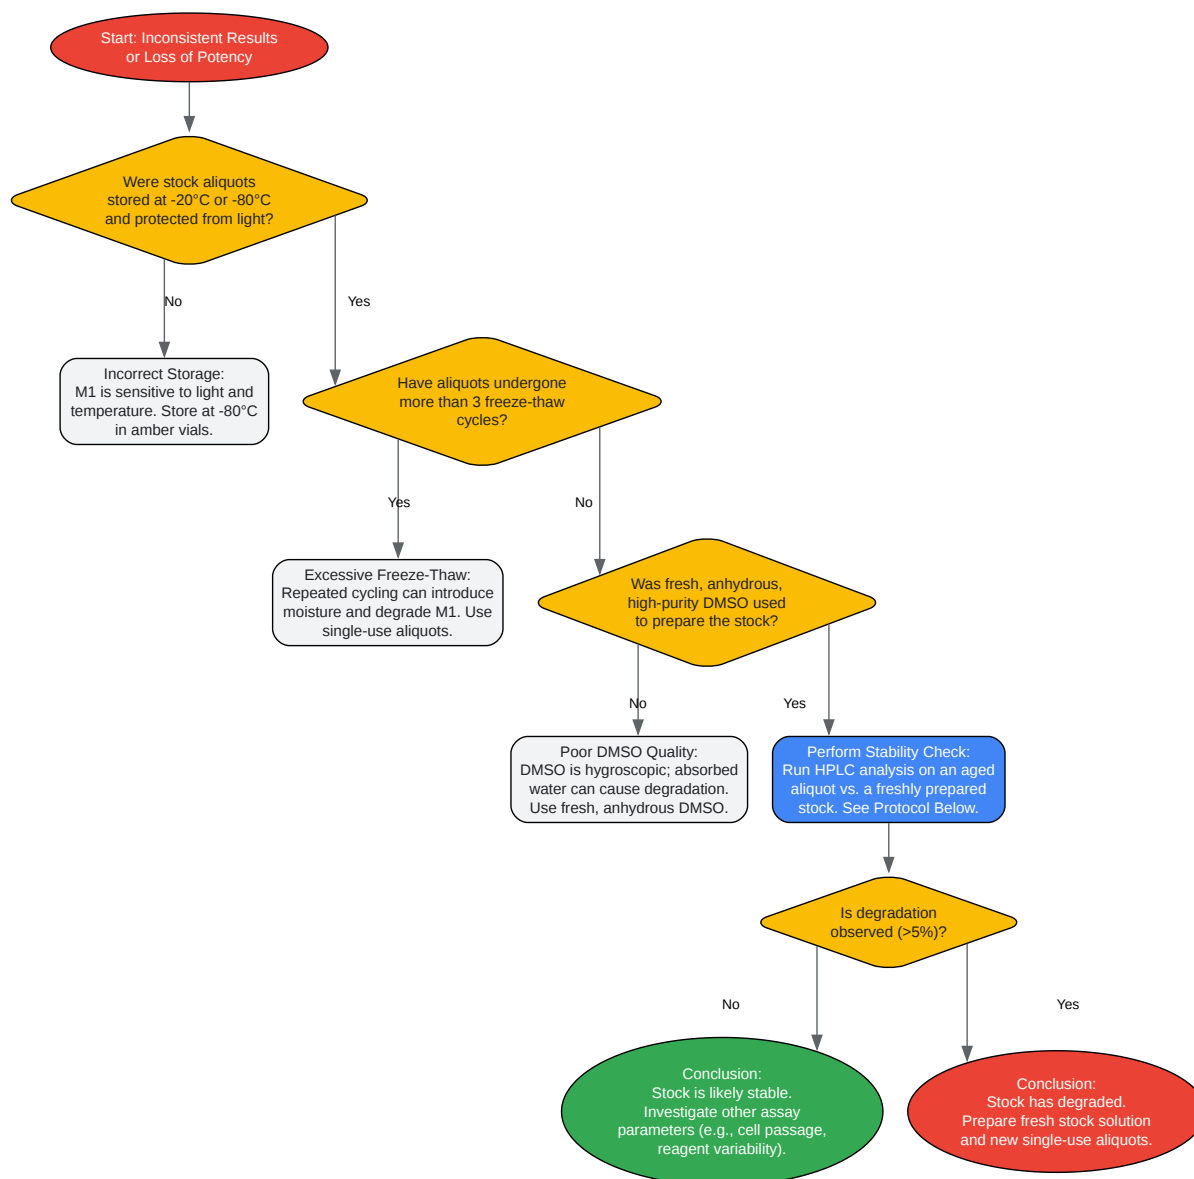 Start: Inconsistent Results
or Loss of Potency
Were stock aliquots
stored at -20°C or -80°C
and protected from light?
No
Yes
Incorrect Storage:
M1 is sensitive to light and
temperature. Store at -80°C
in amber vials.
Have aliquots undergone
more than 3 freeze-thaw
cycles?
Yes
No
Excessive Freeze-Thaw:
Repeated cycling can introduce
moisture and degrade M1. Use
single-use aliquots.
Was fresh, anhydrous,
high-purity DMSO used
to prepare the stock?
No
Yes
Poor DMSO Quality:
DMSO is hygroscopic; absorbed
water can cause degradation.
Use fresh, anhydrous DMSO.
Perform Stability Check:
Run HPLC analysis on an aged
aliquot vs. a freshly prepared
stock. See Protocol Below.
Is degradation
observed (>5%)?
No
Yes
Conclusion:
Stock is likely stable.
Investigate other assay
parameters (e.g., cell passage,
reagent variability).
Conclusion:
Stock has degraded.
Prepare fresh stock solution
and new single-use aliquots.